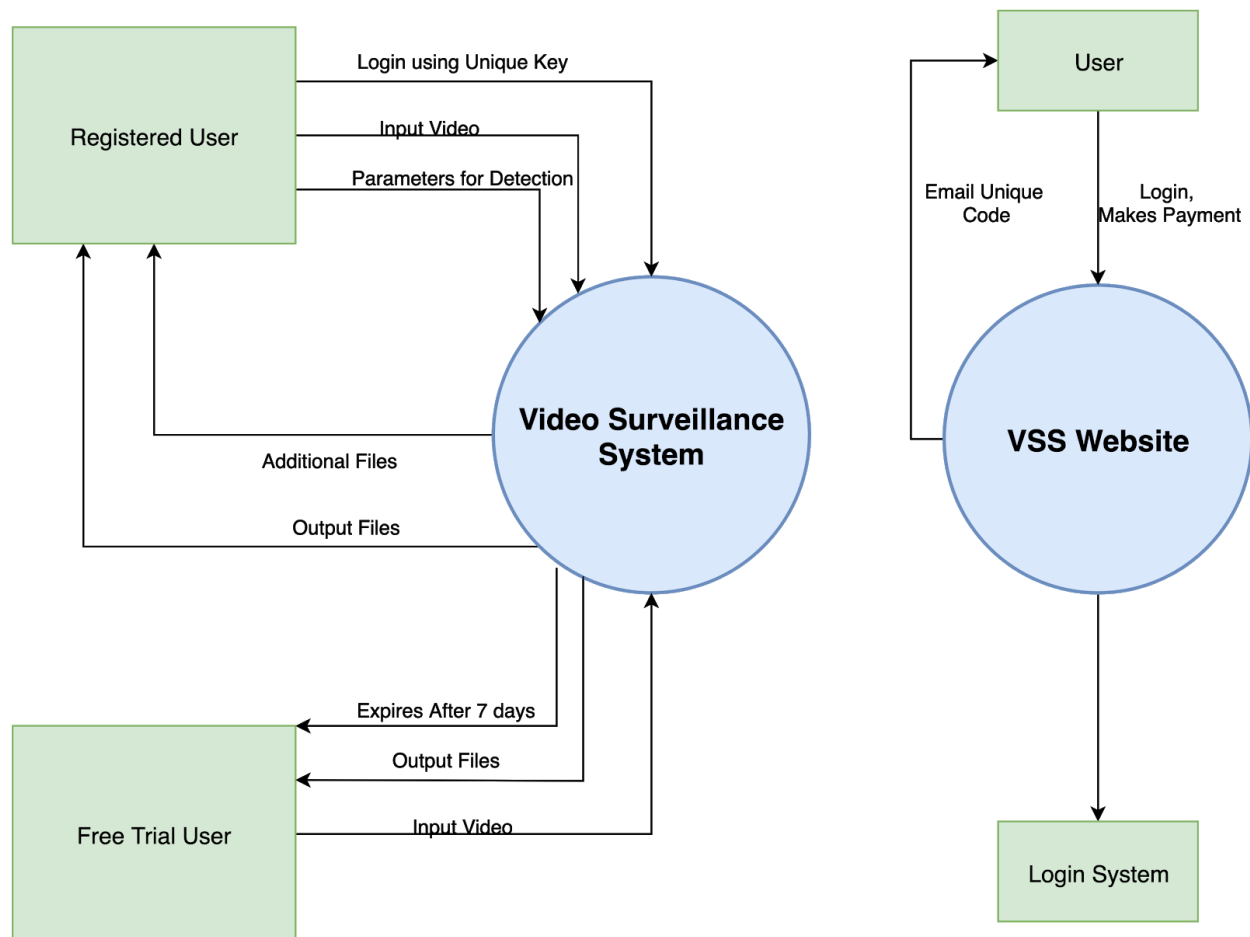 Login using Unique Key
Registered User
Input Video
Parameters for Detection
Additional Files
Output Files
Video Surveillance
System
Expires After 7 days
Output Files
Input Video
Free Trial User
User
Email Unique
Code
Login,
Makes Payment
VSS Website
Login System